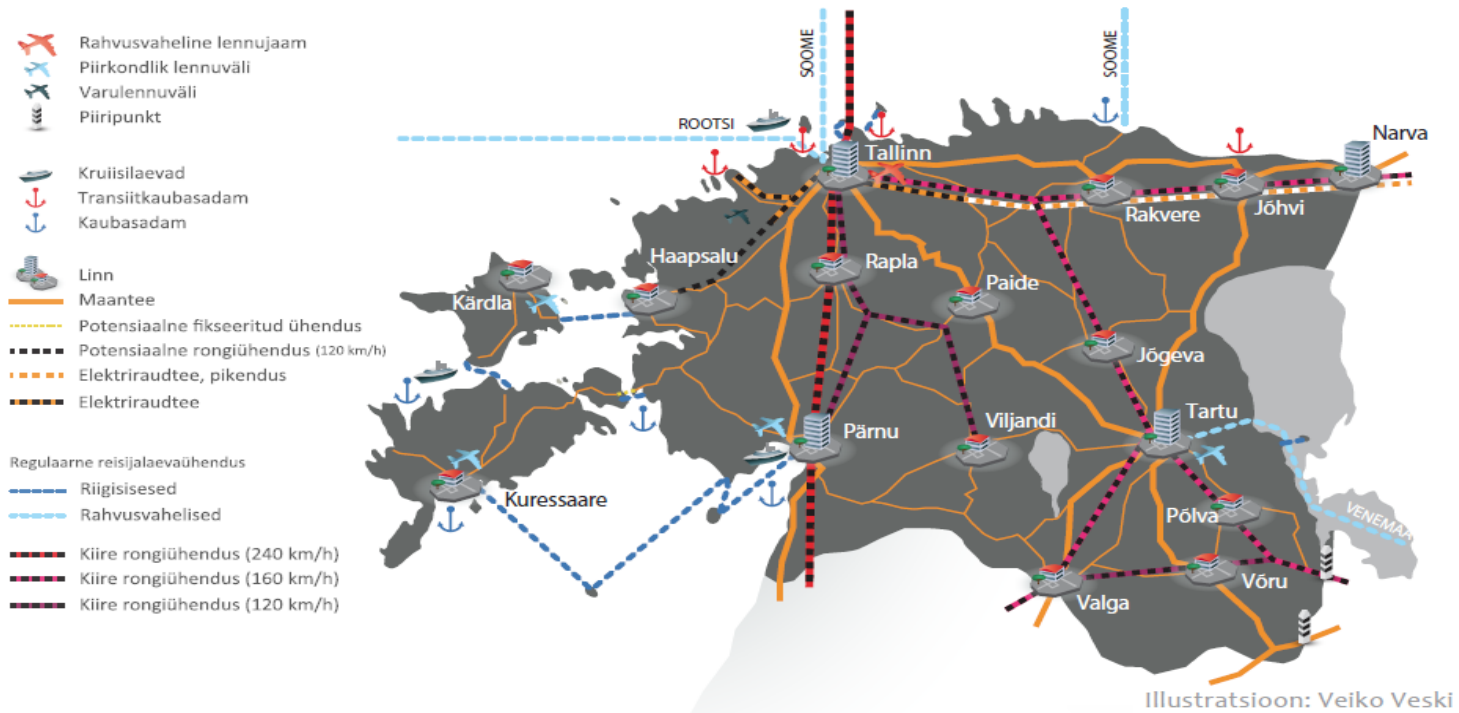 Rahvusvaheline lennujaam
Piirkondlik lennuväli
Varulennuväli
Piiripunkt
Kruiisilaevad
Transiitkaubasadam
Kaubasadam
Linn
Maantee
Potensiaalne fikseeritud ühendus
Potensiaalne rongiühendus (120 km/h)
Elektriraudtee, pikendus
Elektriraudtee
Regulaarne reisijalaevaühendus
Riigisisesed
Rahvusvahelised
Kiire rongiühendus (240 km/h)
Kiire rongiühendus (160 km/h)
Kiire rongiühendus (120 km/h)
SOOME
SOOME
ROOTSI
Tallinn
Narva
Rakvere
Jõhvi
Haapsalu
Rapla
Paide
Kärdla
Jõgeva
Tartu
Viljandi
Pärnu
Kuressaare
Põlva
VENEMAA
Võru
Valga
Illustratsioon: Veiko Veski